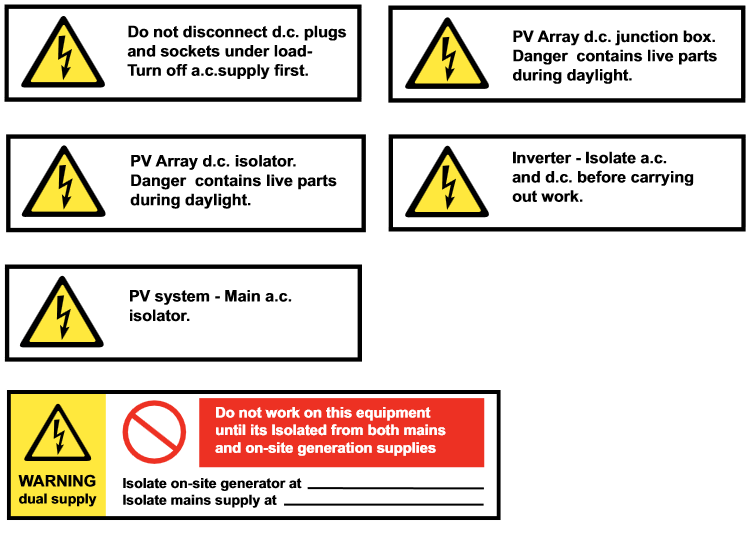 Do not disconnect d.c. plugs
and sockets under load-
Turn off a.c.supply first.
PV Array d.c. junction box.
Danger  contains live parts
during daylight.
PV Array d.c. isolator.
Danger  contains live parts
during daylight.
Inverter - Isolate a.c.
and d.c. before carrying
out work.
PV system - Main a.c.
isolator.
WARNING
dual supply
Do not work on this equipment
until its Isolated from both mains
and on-site generation supplies
Isolate on-site generator at
Isolate mains supply at